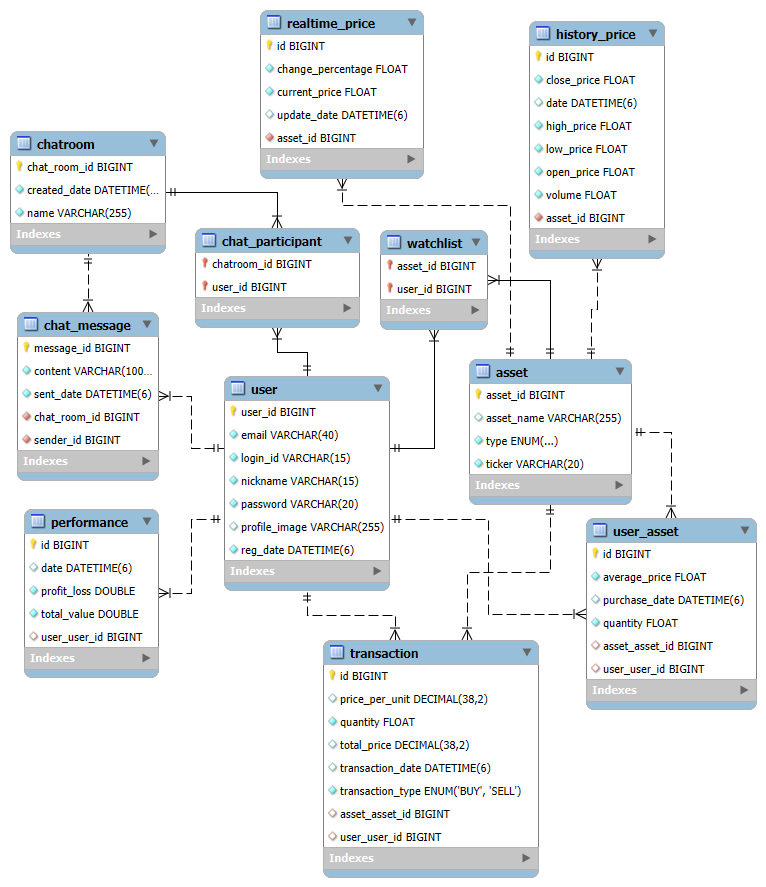 realtime_price
id BIGINT
change_percentage FLOAT
current_price FLOAT
update_date DATETIME(6)
asset_id BIGINT
Indexes
history_price
id BIGINT
close_price FLOAT
date DATETIME(6)
high_price FLOAT
low_price FLOAT
open_price FLOAT
volume FLOAT
asset_id BIGINT
Indexes
chatroom
chat_room_id BIGINT
created_date DATETIME(...
name VARCHAR(255)
Indexes
chat_participant
chatroom_id BIGINT
user_id BIGINT
Indexes
watchlist
asset_id BIGINT
user_id BIGINT
Indexes
chat_message
message_id BIGINT
content VARCHAR(100...
sent_date DATETIME(6)
chat_room_id BIGINT
sender_id BIGINT
Indexes
user
user_id BIGINT
email VARCHAR(40)
login_id VARCHAR(15)
nickname VARCHAR(15)
password VARCHAR(20)
profile_image VARCHAR(255)
reg_date DATETIME(6)
Indexes
asset
asset_id BIGINT
asset_name VARCHAR(255)
type ENUM(...)
ticker VARCHAR(20)
Indexes
performance
id BIGINT
date DATETIME(6)
profit_loss DOUBLE
total_value DOUBLE
user_user_id BIGINT
Indexes
user_asset
id BIGINT
average_price FLOAT
purchase_date DATETIME(6)
quantity FLOAT
asset_asset_id BIGINT
user_user_id BIGINT
Indexes
transaction
id BIGINT
price_per_unit DECIMAL(38,2)
quantity FLOAT
total_price DECIMAL(38,2)
transaction_date DATETIME(6)
transaction_type ENUM('BUY', 'SELL')
asset_asset_id BIGINT
user_user_id BIGINT
Indexes